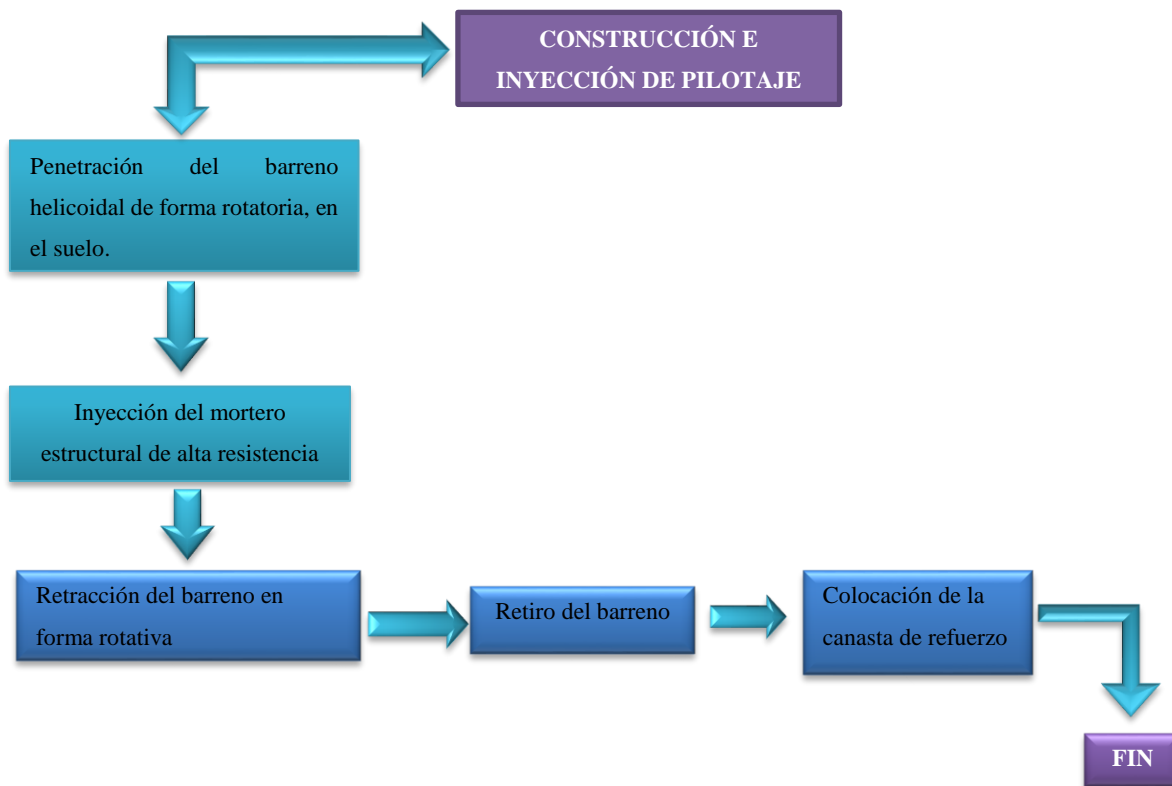 CONSTRUCCIÓN E
INYECCIÓN DE PILOTAJE
Penetración del barreno
helicoidal de forma rotatoria, en
el suelo.
Inyección del mortero
estructural de alta resistencia
Retracción del barreno en
forma rotativa
Retiro del barreno
Colocación de la
canasta de refuerzo
FIN